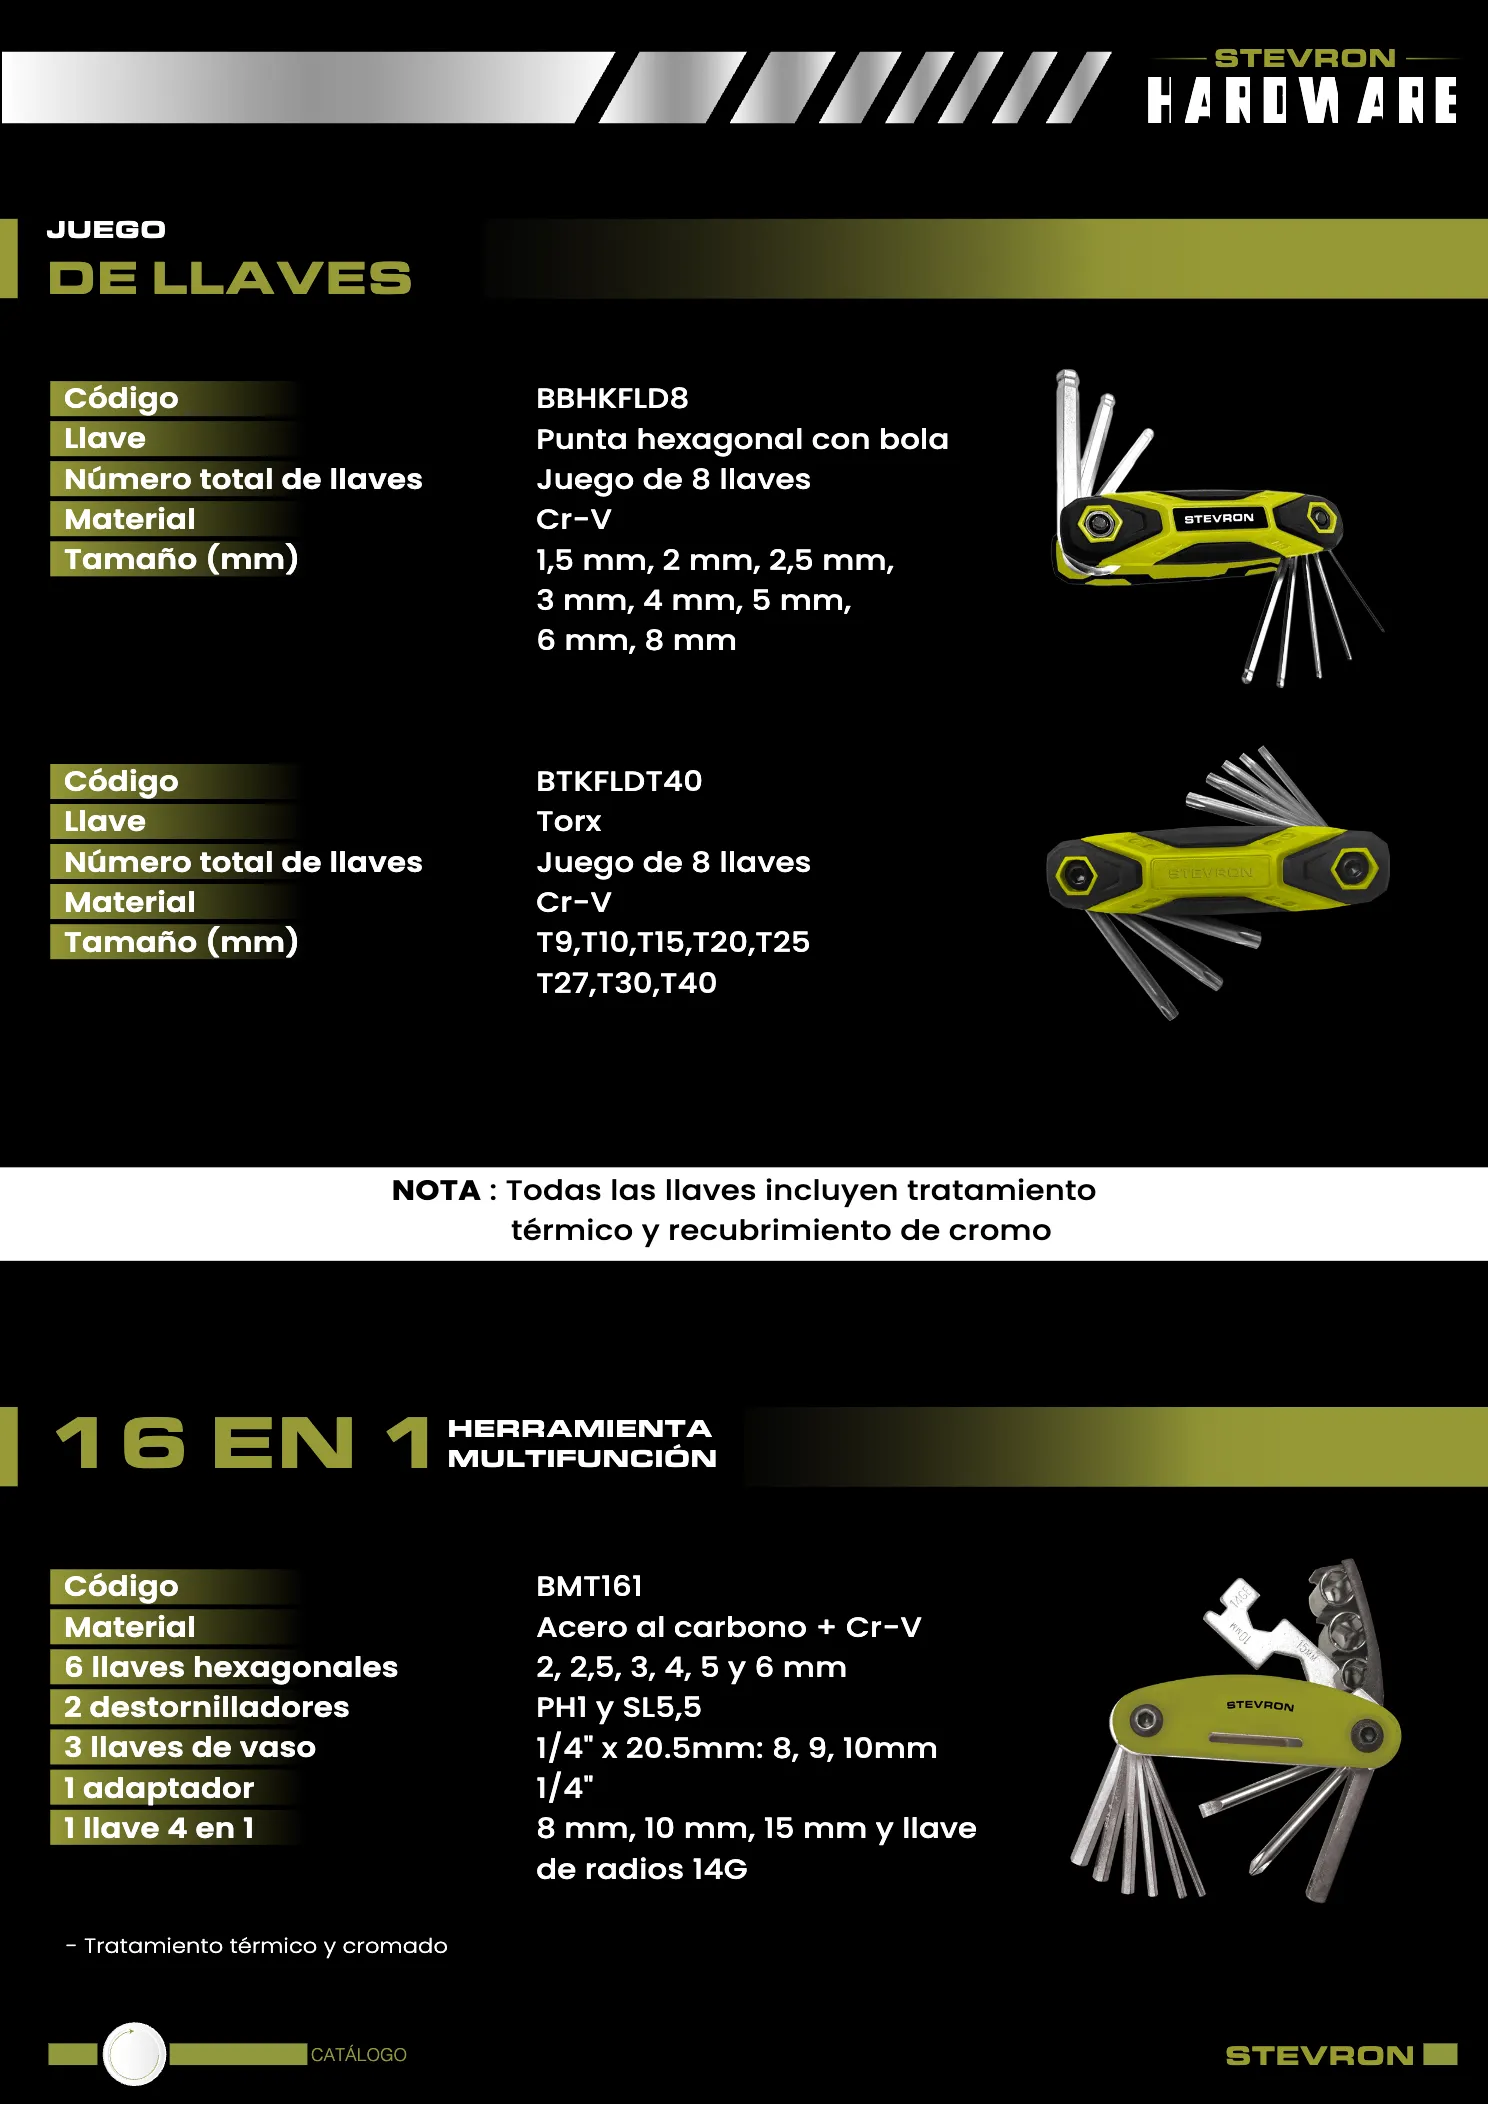 STEVRON
HARDWARE
JUEGO
DE LLAVES
Código BBHKFLD8
Llave Punta hexagonal con bola
Número total de llaves Juego de 8 llaves
Material Cr-V
Tamaño (mm) 1,5 mm, 2 mm, 2,5 mm,
3 mm, 4 mm, 5 mm,
6 mm, 8 mm
STEVRON
Código BTKFLDT40
Llave Torx
Número total de llaves Juego de 8 llaves
Material Cr-V
Tamaño (mm) T9,T10,T15,T20,T25
T27,T30,T40
STEVRON
NOTA : Todas las llaves incluyen tratamiento
térmico y recubrimiento de cromo
16 EN 1 HERRAMIENTA
MULTIFUNCIÓN
Código BMT161
Material Acero al carbono + Cr-V
6 llaves hexagonales 2, 2,5, 3, 4, 5 y 6 mm
2 destornilladores PH1 y SL5,5
3 llaves de vaso 1/4" x 20.5mm: 8, 9, 10mm
1 adaptador 1/4"
1 llave 4 en 1 8 mm, 10 mm, 15 mm y llave
de radios 14G
14GE
10MM
15MM
STEVRON
- Tratamiento térmico y cromado
CATÁLOGO
STEVRON